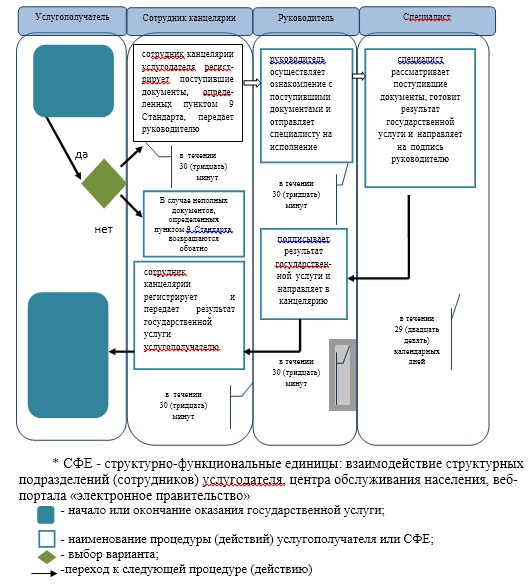 Услугополучатель
Сотрудник канцелярии
Руководитель
Специалист
сотрудник канцелярии
услугодателя регист-
рирует поступившие
документы, опреде-
ленных пунктом 9
Стандарта, передает
руководителю
руководитель
осуществляет
ознакомление с
поступившими
документами и
отправляет
специалисту на
исполнение
специалист
рассматривает
поступившие
документы, готовит
результат
государственной
услуги и направляет
на подпись
руководителю
да
нет
в течении
30 (тридцать)
минут
в течении
30 (тридцать)
минут
В случае неполных
документов,
определенных
пунктом 9 Стандарта,
возвращаются
обратно
подписывает
результат
государствен-
ной услуги и
направляет в
канцелярию
сотрудник
канцелярии
регистрирует и
передает результат
государственной
услуги
услугополучателю
в течении
29 (двадцать
девять)
календарных
дней
в течении
30 (тридцать)
минут
в течении
30 (тридцать)
минут
* СФЕ - структурно-функциональные единицы: взаимодействие структурных
подразделений (сотрудников) услугодателя, центра обслуживания населения, веб-
портала «электронное правительство»
- начало или окончание оказания государственной услуги;
- наименование процедуры (действий) услугополучателя или СФЕ;
- выбор варианта;
-переход к следующей процедуре (действию)